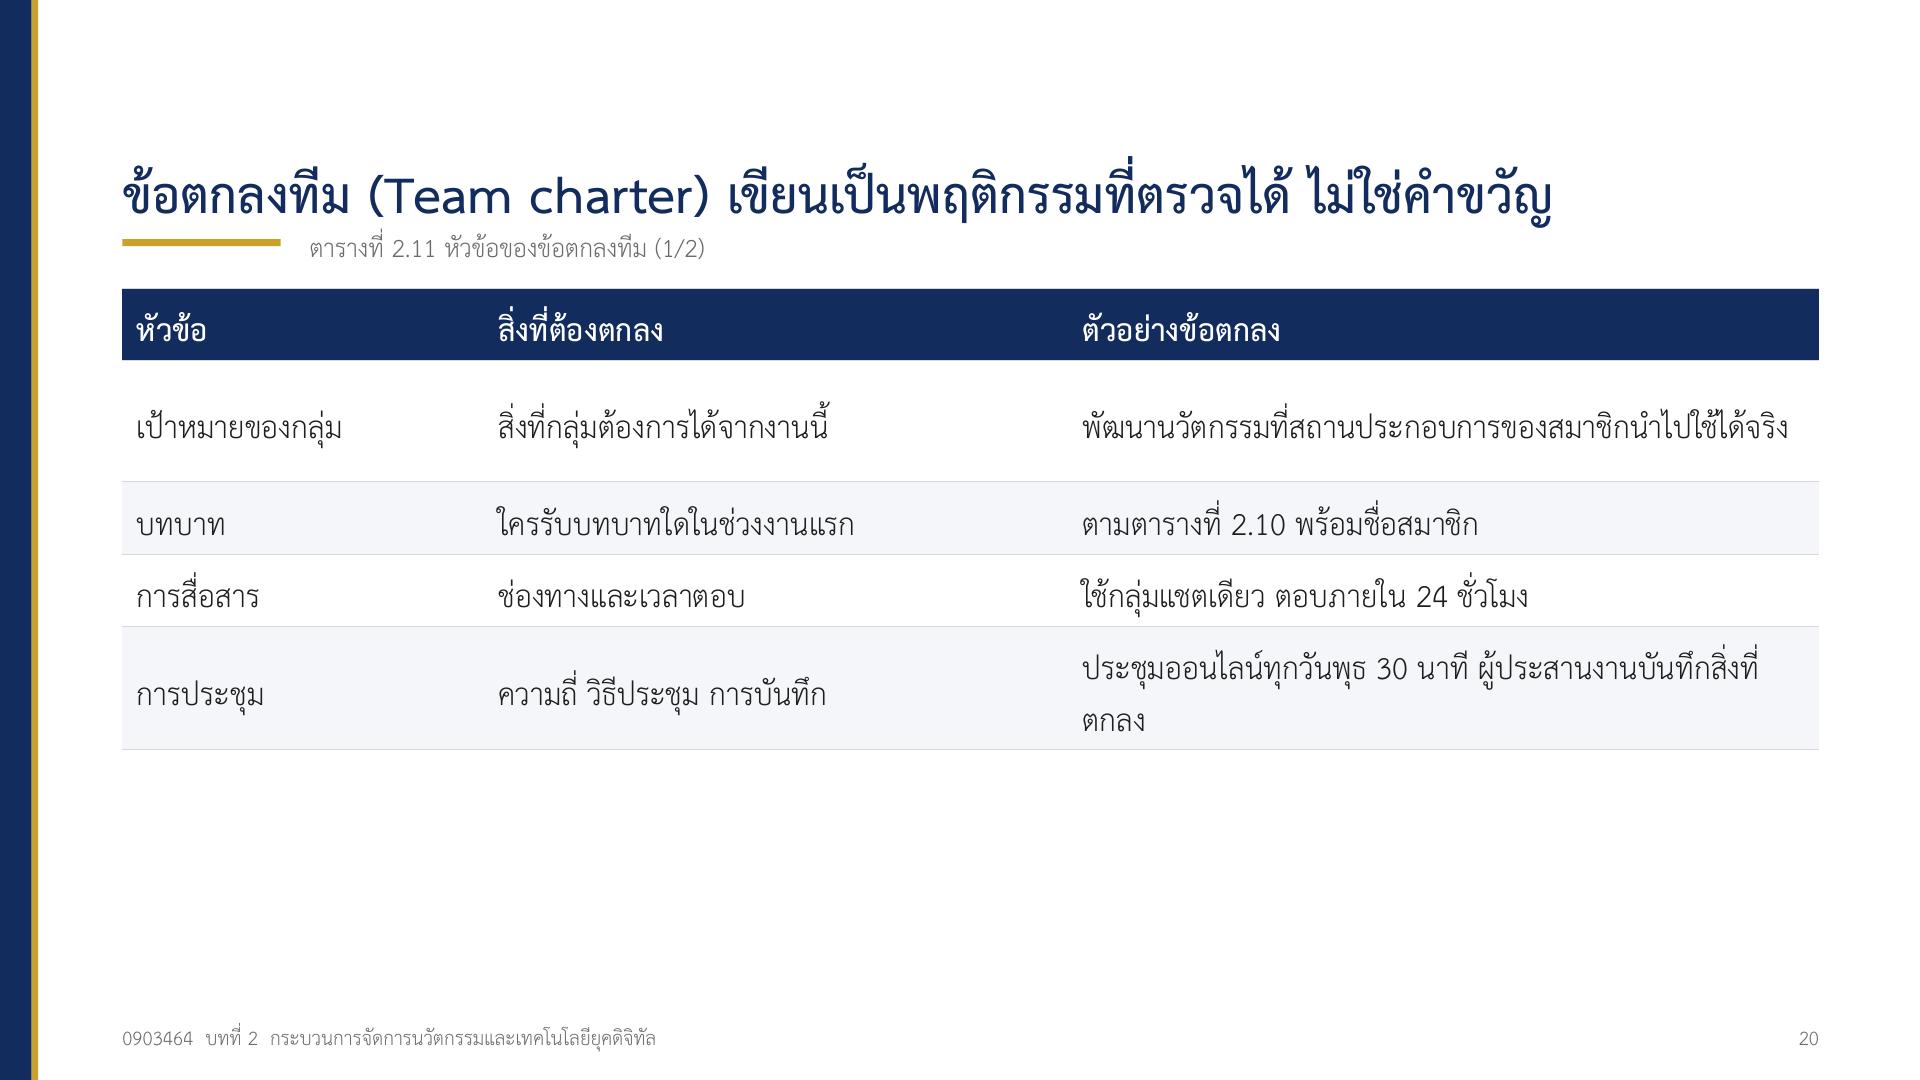 ข้อตกลงทีม (Team charter) เขียนเป็นพฤติกรรมที่ตรวจได้ ไม่ใช่คำขวัญ
ตารางที่ 2.11 หัวข้อของข้อตกลงทีม (1/2)
หัวข้อ สิ่งที่ต้องตกลง ตัวอย่างข้อตกลง
เป้าหมายของกลุ่ม สิ่งที่กลุ่มต้องการได้จากงานนี้ พัฒนานวัตกรรมที่สถานประกอบการของสมาชิกนำไปใช้ได้จริง
บทบาท ใครรับบทบาทใดในช่วงงานแรก ตามตารางที่ 2.10 พร้อมชื่อสมาชิก
การสื่อสาร ช่องทางและเวลาตอบ ใช้กลุ่มแชตเดียว ตอบภายใน 24 ชั่วโมง
การประชุม ความถี่ วิธีประชุม การบันทึก ประชุมออนไลน์ทุกวันพุธ 30 นาที ผู้ประสานงานบันทึกสิ่งที่
ตกลง
0903464 บทที่ 2 กระบวนการจัดการนวัตกรรมและเทคโนโลยียุคดิจิทัล 20